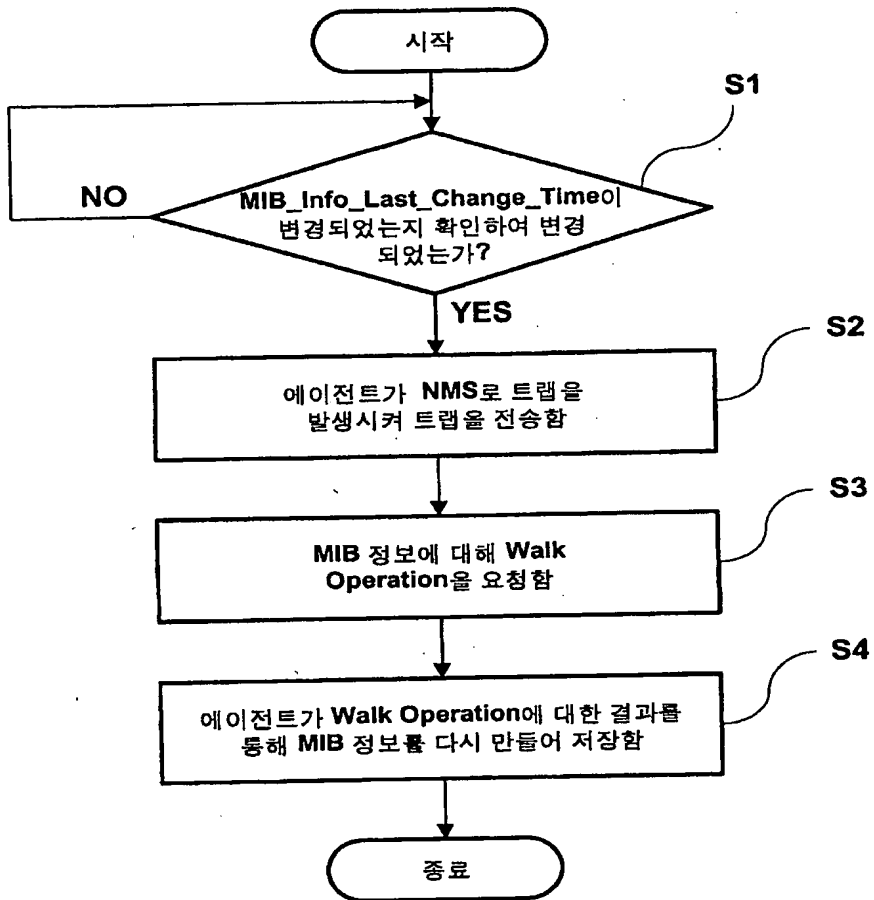 시작
S1
NO
MIB_Info_Last_Change_Time이
변경되었는지 확인하여 변경
되었는가?
YES
S2
에이전트가 NMS로 트랩을
발생시켜 트랩을 전송함
S3
MIB 정보에 대해 Walk
Operation을 요청함
S4
에이전트가 Walk Operation에 대한 결과를
통해 MIB 정보를 다시 만들어 저장함
종료